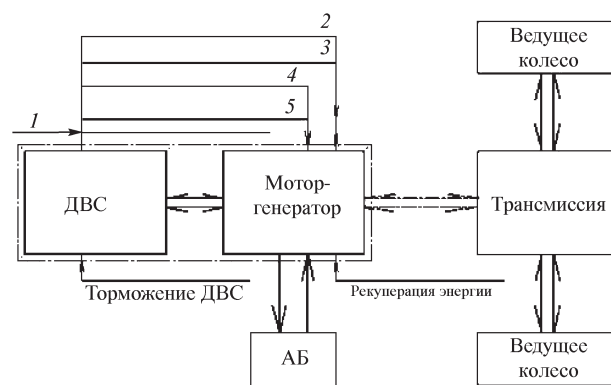 2
3
4
5
1
Ведущее
колесо
ДВС
Мотор-
генератор
Трансмиссия
Торможение ДВС
Рекуперация энергии
АБ
Ведущее
колесо